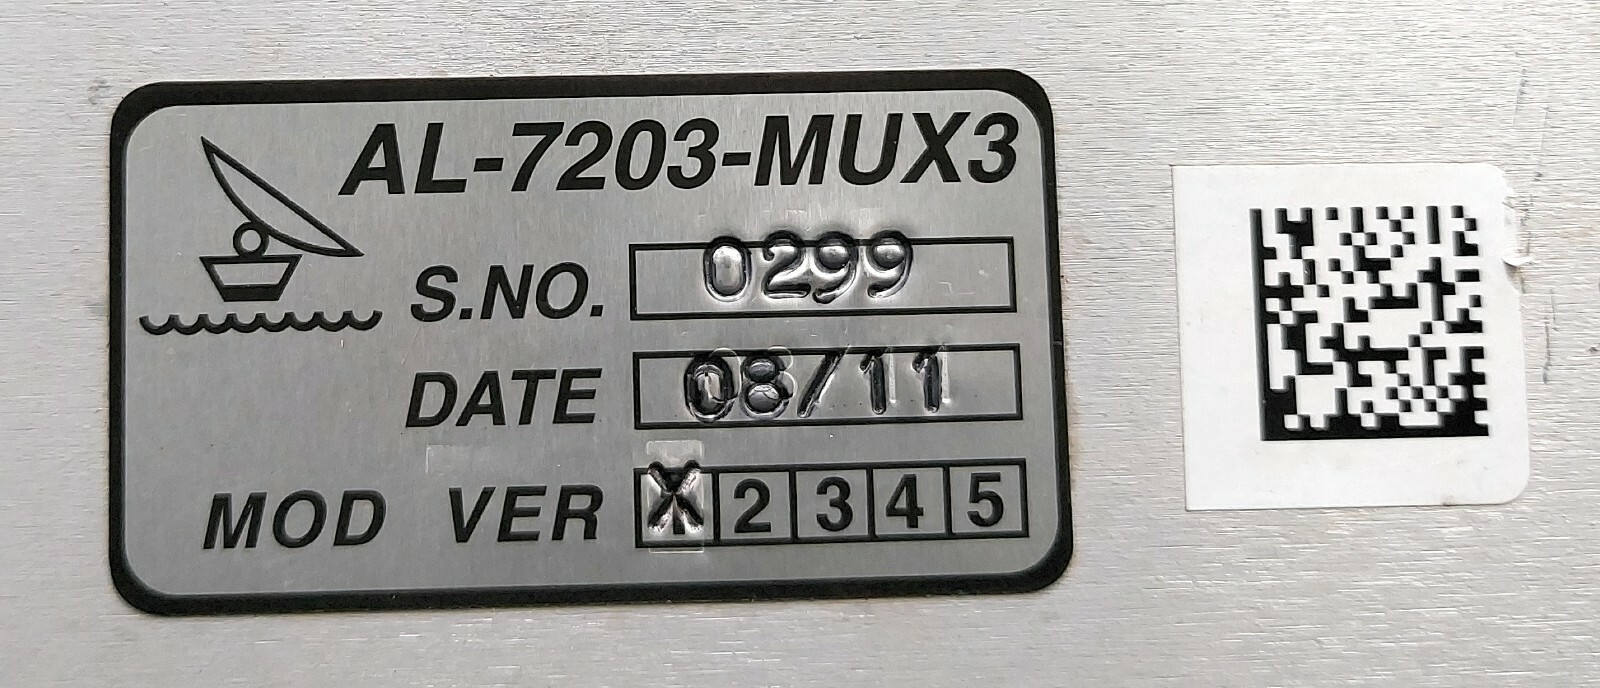 AL-7203-MUX3
S.NO. 0299
DATE 08/11
MOD VER X 2 3 4 5